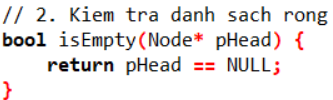 // 2. Kiem tra danh sach rong
bool isEmpty(Node* pHead) {
    return pHead == NULL;
}